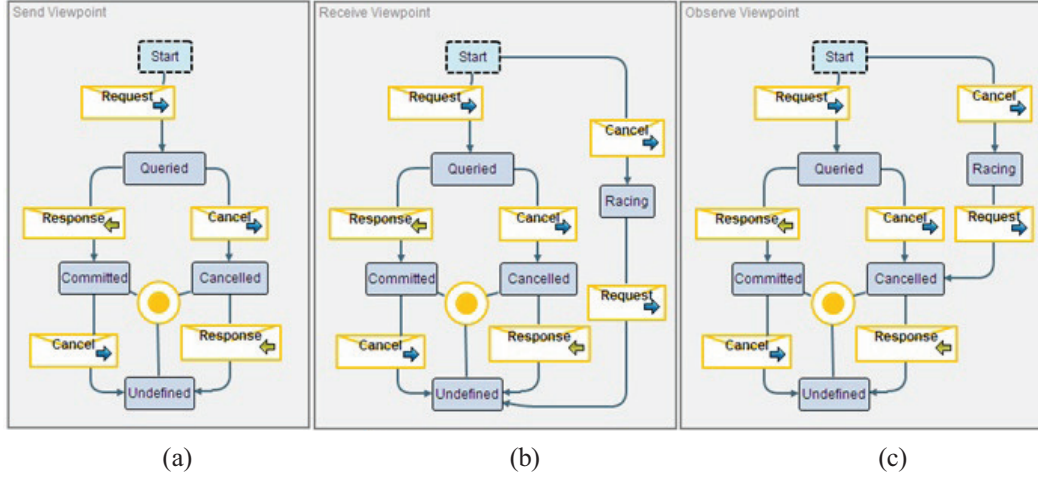 Send Viewpoint
Start
Request
Queried
Response
Cancel
Committed
Cancelled
Cancel
Response
Undefined
(a)
Receive Viewpoint
Start
Request
Cancel
Queried
Racing
Response
Cancel
Committed
Cancelled
Request
Cancel
Response
Undefined
(b)
Observe Viewpoint
Start
Request
Cancel
Queried
Racing
Response
Cancel
Request
Committed
Cancelled
Cancel
Response
Undefined
(c)